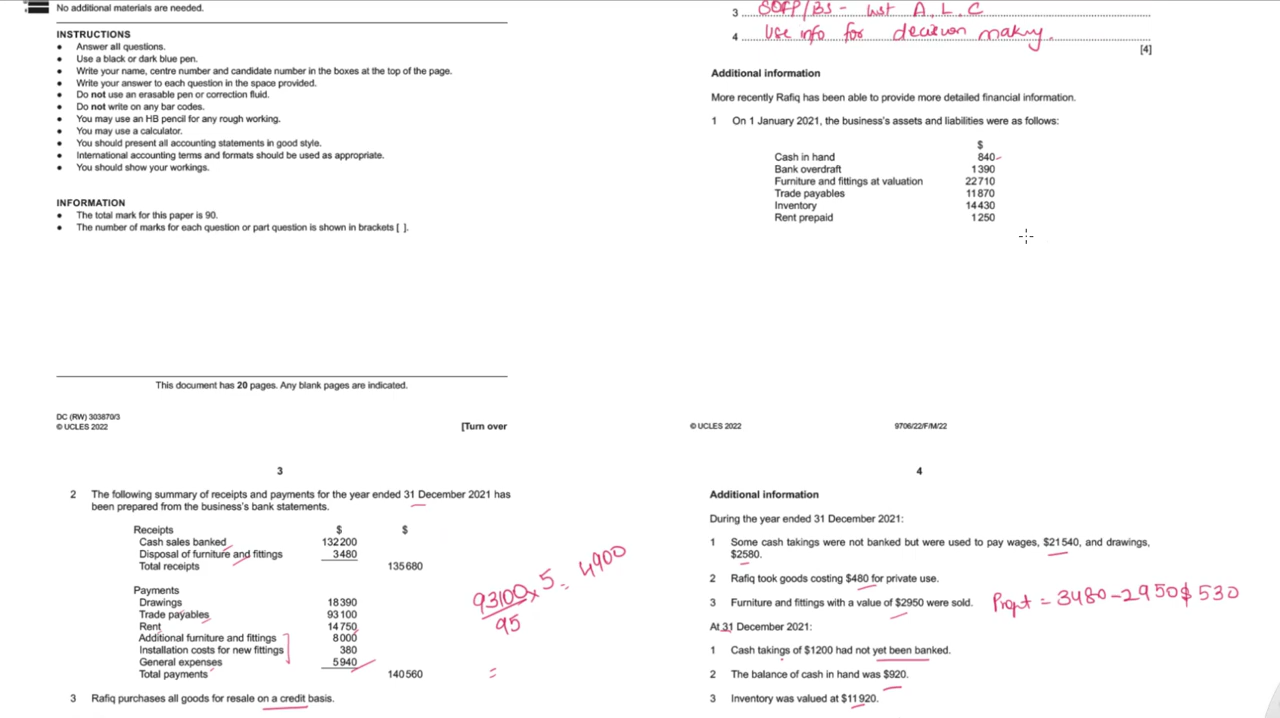 No additional materials are needed.
INSTRUCTIONS
• Answer all questions.
• Use a black or dark blue pen.
• Write your name, centre number and candidate number in the boxes at the top of the page.
• Write your answer to each question in the space provided.
• Do not use an erasable pen or correction fluid.
• Do not write on any bar codes.
• You may use an HB pencil for any rough working.
• You may use a calculator.
• You should present all accounting statements in good style.
• International accounting terms and formats should be used as appropriate.
• You should show your workings.
INFORMATION
• The total mark for this paper is 90.
• The number of marks for each question or part question is shown in brackets [ ].
This document has 20 pages. Any blank pages are indicated.
DC (RW) 303870/3
© UCLES 2022
[Turn over
3 SOFP/BS - list A, L, C
4 Use info for decision making.
[4]
Additional information
More recently Rafiq has been able to provide more detailed financial information.
1 On 1 January 2021, the business's assets and liabilities were as follows:
$
Cash in hand 840
Bank overdraft 1390
Furniture and fittings at valuation 22710
Trade payables 11870
Inventory 14430
Rent prepaid 1250
© UCLES 2022
9706/22/F/M/22
3
2 The following summary of receipts and payments for the year ended 31 December 2021 has
been prepared from the business's bank statements.
Receipts $ $
Cash sales banked 132200
Disposal of furniture and fittings 3480
Total receipts 135680
Payments
Drawings 18390
Trade payables 93100
Rent 14750
Additional furniture and fittings 8000
Installation costs for new fittings 380
General expenses 5940
Total payments 140560
93100 x 5 = 4900
95
=
3 Rafiq purchases all goods for resale on a credit basis.
4
Additional information
During the year ended 31 December 2021:
1 Some cash takings were not banked but were used to pay wages, $21540, and drawings,
$2580.
2 Rafiq took goods costing $480 for private use.
3 Furniture and fittings with a value of $2950 were sold.
Profit = 3480 - 2950 $ 530
At 31 December 2021:
1 Cash takings of $1200 had not yet been banked.
2 The balance of cash in hand was $920.
3 Inventory was valued at $11920.